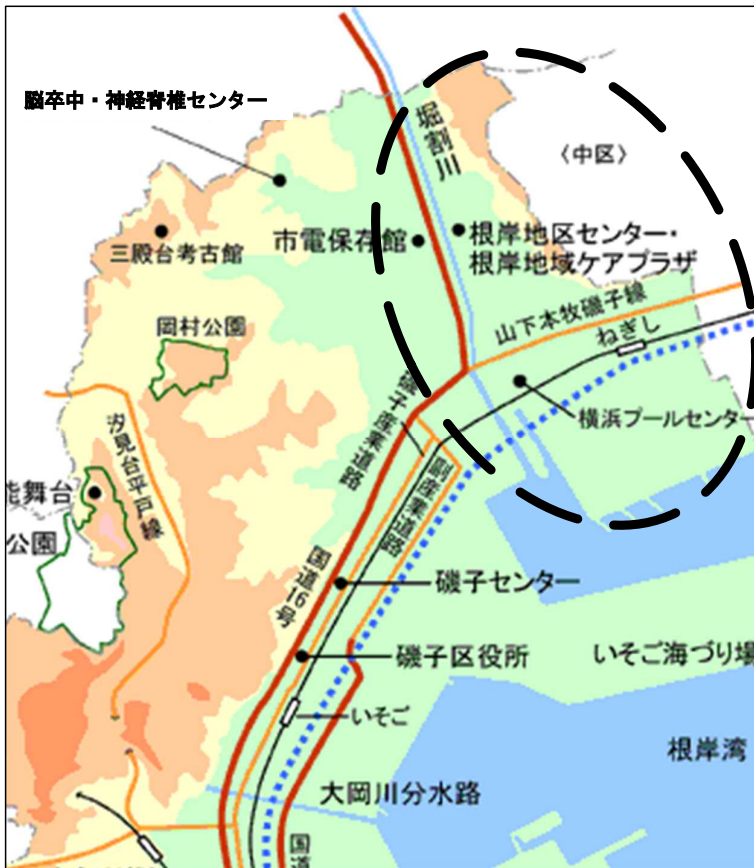 脳卒中・神経脊椎センター
堀割川
〈中区〉
三殿台考古館
市電保存館
根岸地区センター・
根岸地域ケアプラザ
岡村公園
山下本牧磯子線
ねぎし
横浜プールセンター
磯子産業道路
副産業道路
汐見台平戸線
能舞台
公園
国道16号
磯子センター
磯子区役所
いそご海づり場
いそご
根岸湾
大岡川分水路
国道